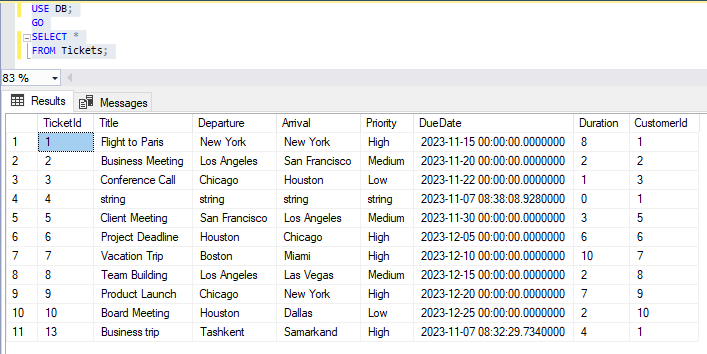 USE DB;
GO
SELECT *
FROM Tickets;
83 %
Results Messages
TicketId Title Departure Arrival Priority DueDate Duration CustomerId
1 1 Flight to Paris New York New York High 2023-11-15 00:00:00.0000000 8 1
2 2 Business Meeting Los Angeles San Francisco Medium 2023-11-20 00:00:00.0000000 2 2
3 3 Conference Call Chicago Houston Low 2023-11-22 00:00:00.0000000 1 3
4 4 string string string string 2023-11-07 08:38:08.9280000 0 1
5 5 Client Meeting San Francisco Los Angeles Medium 2023-11-30 00:00:00.0000000 3 5
6 6 Project Deadline Houston Chicago High 2023-12-05 00:00:00.0000000 6 6
7 7 Vacation Trip Boston Miami High 2023-12-10 00:00:00.0000000 10 7
8 8 Team Building Los Angeles Las Vegas Medium 2023-12-15 00:00:00.0000000 2 8
9 9 Product Launch Chicago New York High 2023-12-20 00:00:00.0000000 7 9
10 10 Board Meeting Houston Dallas Low 2023-12-25 00:00:00.0000000 2 10
11 13 Business trip Tashkent Samarkand High 2023-11-07 08:32:29.7340000 4 1